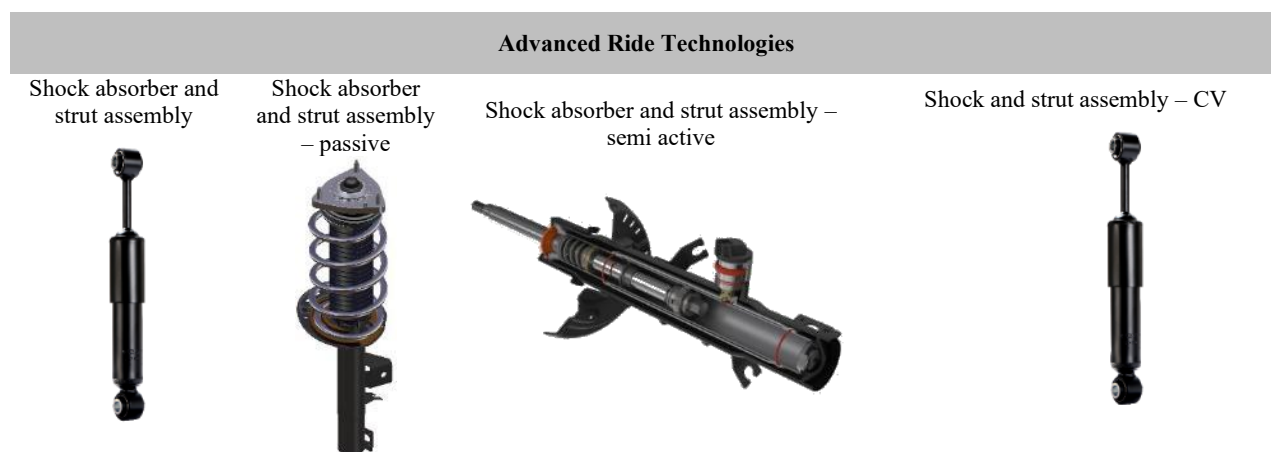 Advanced Ride Technologies
Shock absorber and
strut assembly
Shock absorber
and strut assembly
– passive
Shock absorber and strut assembly –
semi active
Shock and strut assembly – CV